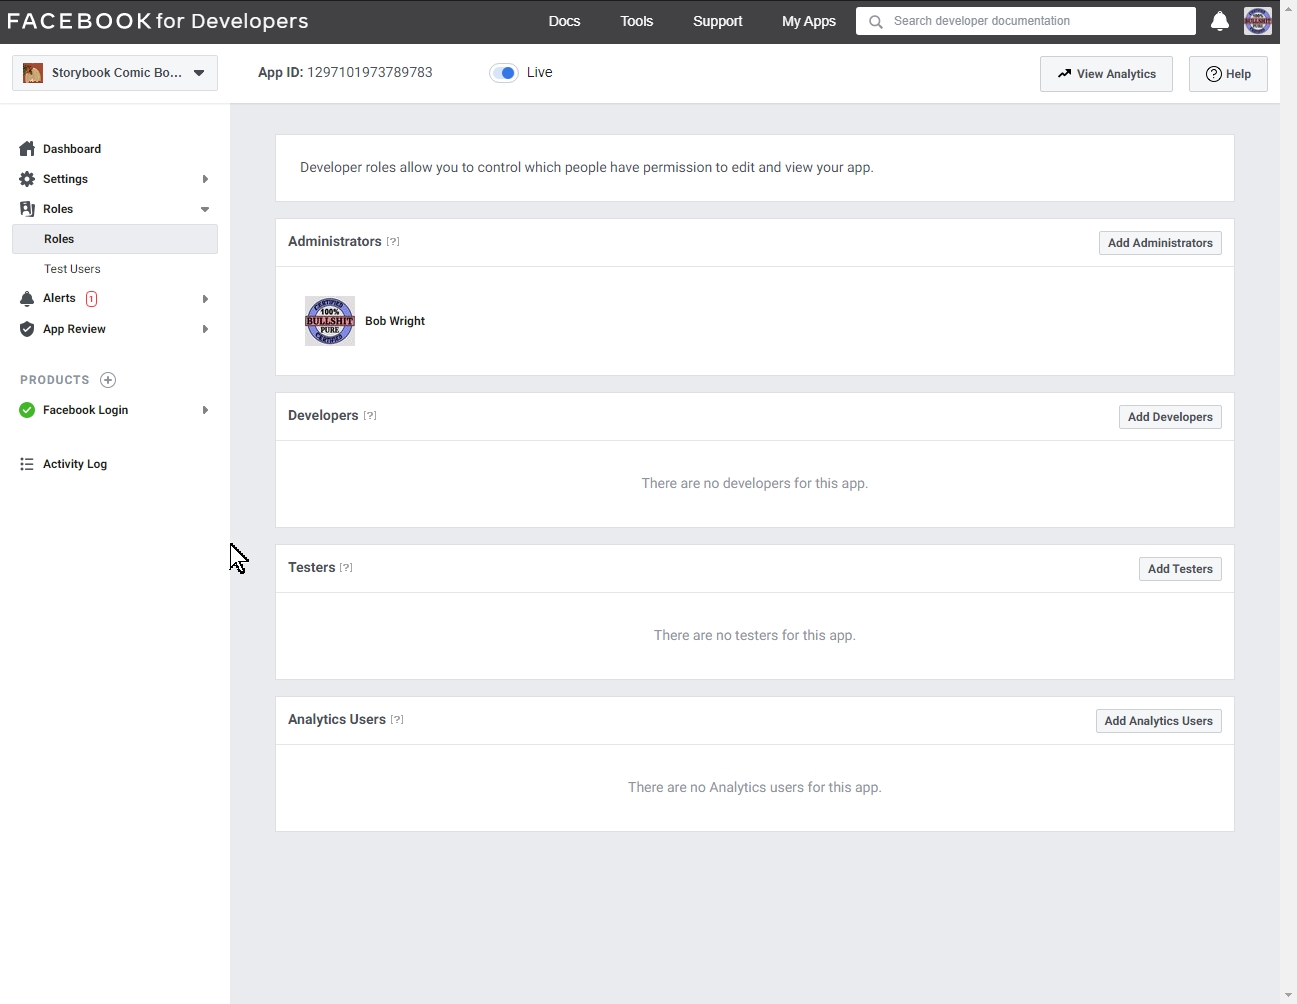 FACEBOOK for Developers
Docs
Tools
Support
My Apps
Search developer documentation
Storybook Comic Bo...
App ID: 1297101973789783
Live
View Analytics
Help
Dashboard
Settings
Roles
Roles
Test Users
Alerts 1
App Review
PRODUCTS
Facebook Login
Activity Log
Developer roles allow you to control which people have permission to edit and view your app.
Administrators [?]
Add Administrators
CERTIFIED
100%
BULLSHIT
PURE
CERTIFIED
Bob Wright
Developers [?]
Add Developers
There are no developers for this app.
Testers [?]
Add Testers
There are no testers for this app.
Analytics Users [?]
Add Analytics Users
There are no Analytics users for this app.